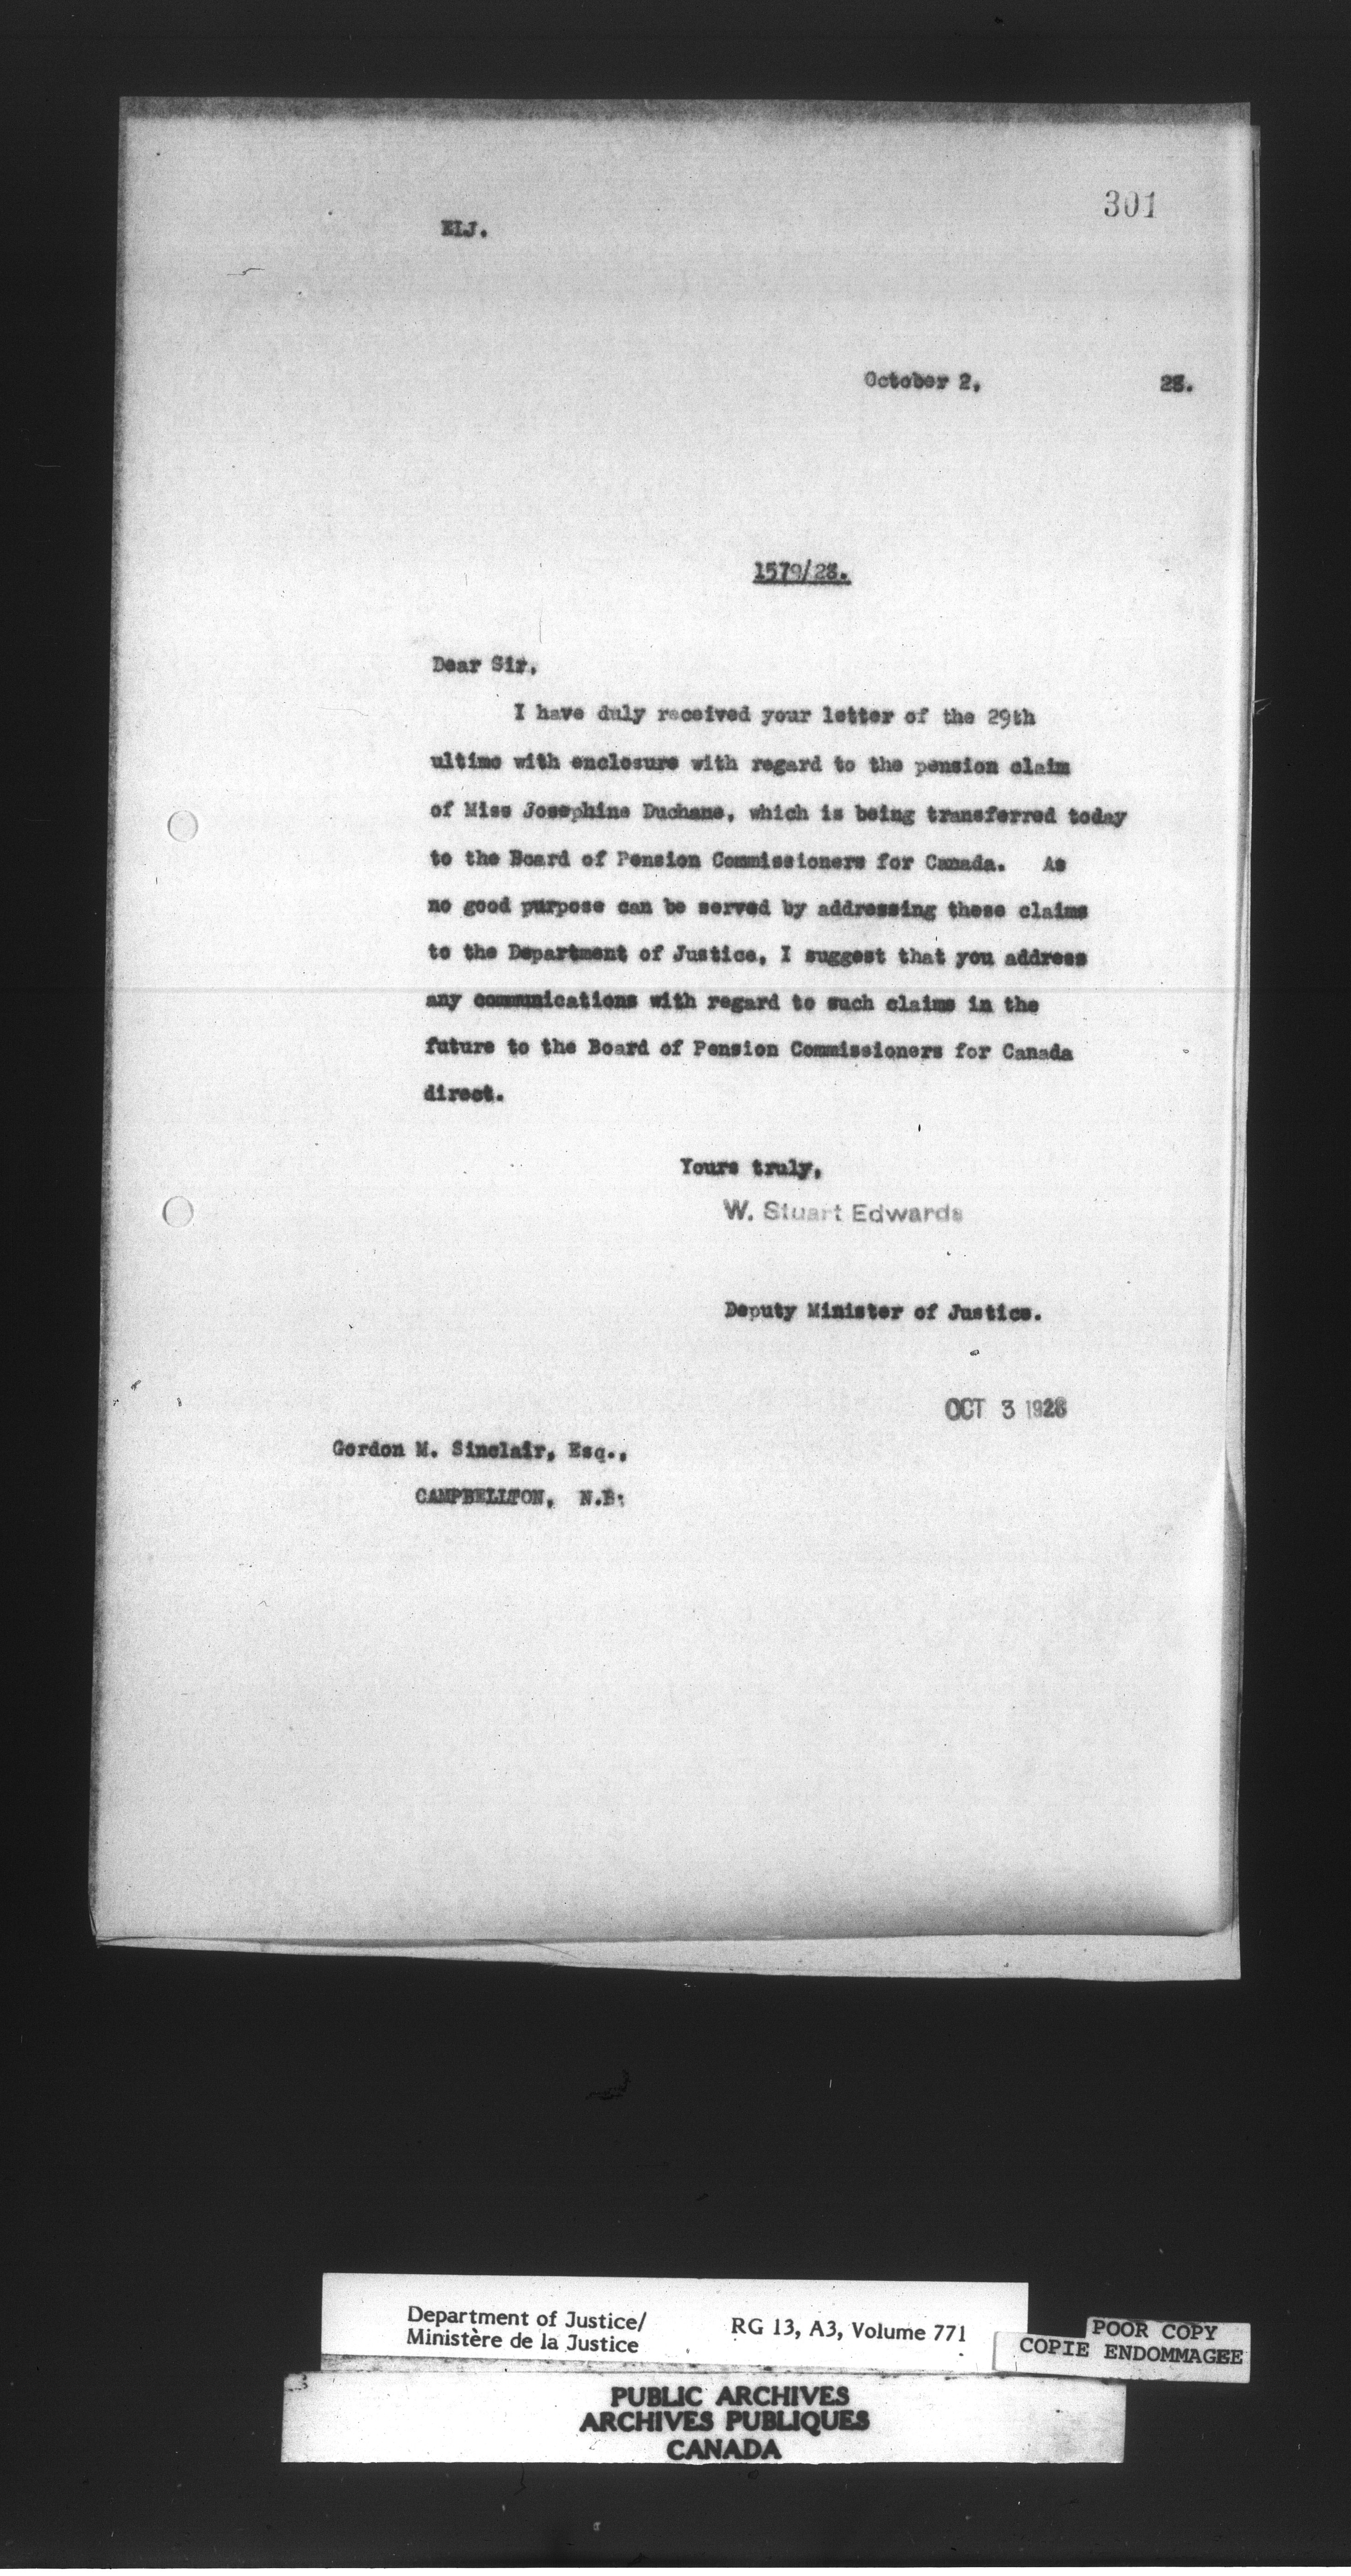 301
EIJ.
October 2, 28.
1579/28.
Dear Sir,
I have duly received your letter of the 29th
ultimo with enclosure with regard to the pension claim
of Miss Josephine Duchane, which is being transferred today
to the Board of Pension Commissioners for Canada. As
no good purpose can be served by addressing these claims
to the Department of Justice, I suggest that you address
any communications with regard to such claims in the
future to the Board of Pension Commissioners for Canada
direct.
Yours truly,
W. Stuart Edwards
Deputy Minister of Justice.
OCT 3 1928
Gordon M. Sinclair, Esq.,
CAMPBELLTON, N.B.
Department of Justice/
Ministère de la Justice
RG 13, A3, Volume 771
POOR COPY
COPIE ENDOMMAGEE
PUBLIC ARCHIVES
ARCHIVES PUBLIQUES
CANADA